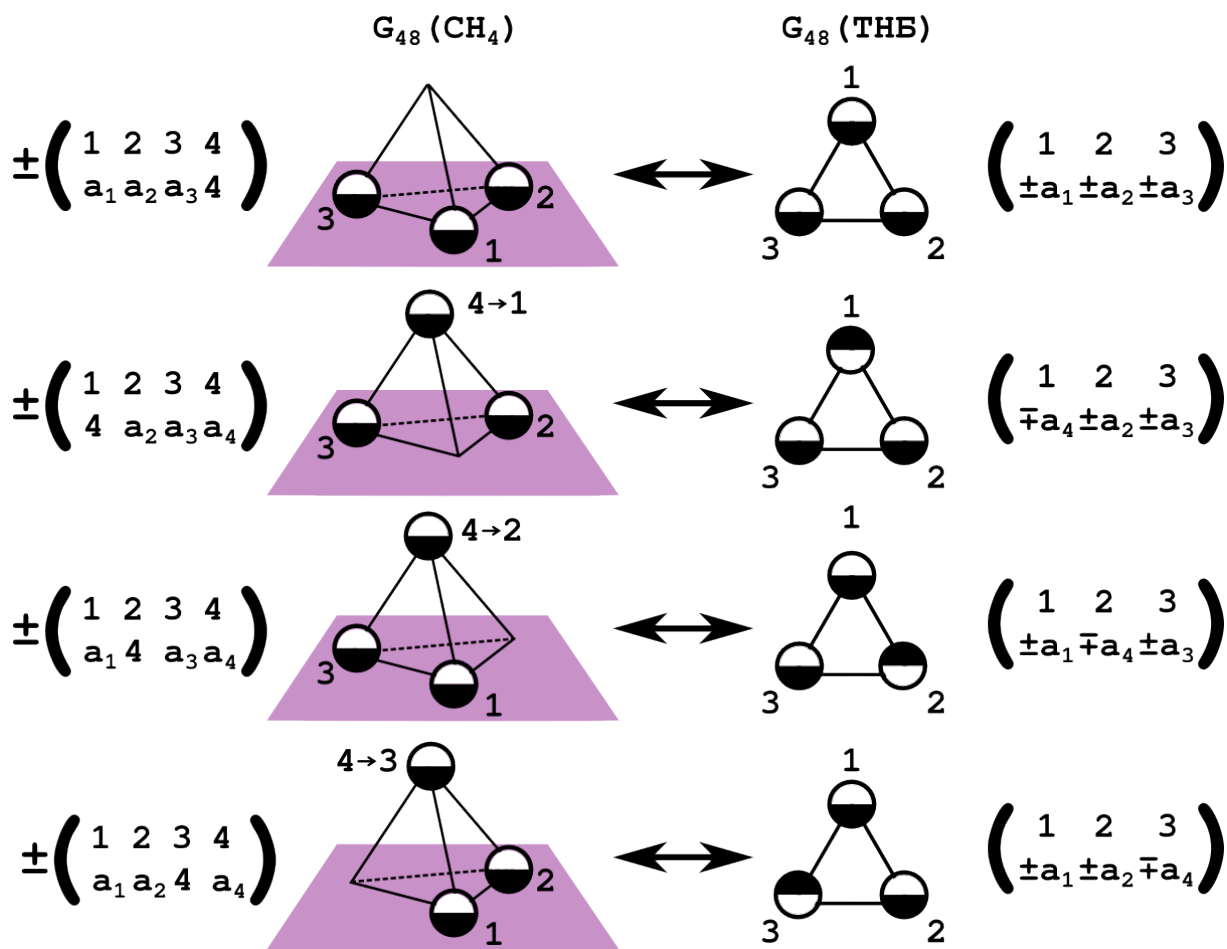 G₄₈(CH₄) G₄₈(ТНБ)
1
±( 1 2 3 4 ) ( 1 2 3 )
a₁ a₂ a₃ 4 ±a₁ ±a₂ ±a₃
3 2 1 3 2
4→1 1
±( 1 2 3 4 ) ( 1 2 3 )
4 a₂ a₃ a₄ ∓a₄ ±a₂ ±a₃
3 2 3 2
4→2 1
±( 1 2 3 4 ) ( 1 2 3 )
a₁ 4 a₃ a₄ ±a₁ ∓a₄ ±a₃
3 1 3 2
4→3 1
±( 1 2 3 4 ) ( 1 2 3 )
a₁ a₂ 4 a₄ ±a₁ ±a₂ ∓a₄
2 1 3 2